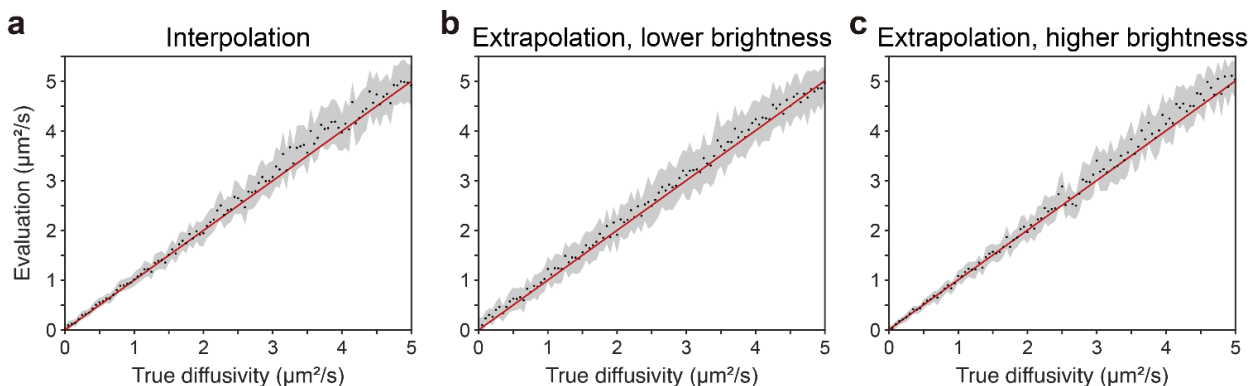 a
Interpolation
b
Extrapolation, lower brightness
c
Extrapolation, higher brightness
Evaluation (µm²/s)
5
4
3
2
1
0
0 1 2 3 4 5
True diffusivity (µm²/s)
5
4
3
2
1
0
0 1 2 3 4 5
True diffusivity (µm²/s)
5
4
3
2
1
0
0 1 2 3 4 5
True diffusivity (µm²/s)